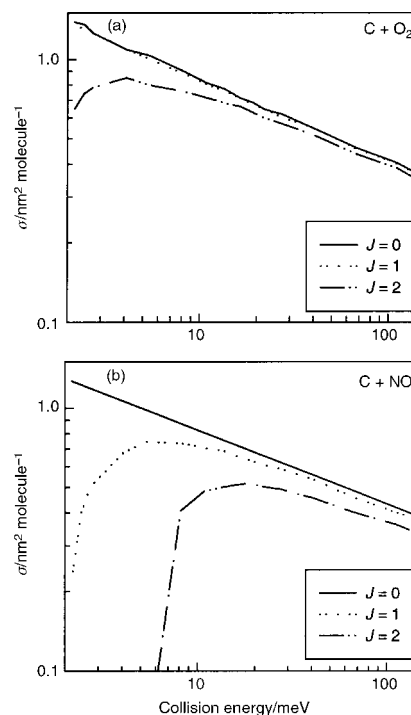 (a)
C + O₂
1.0
σ/nm² molecule⁻¹
J = 0
J = 1
J = 2
0.1
10
100
(b)
C + NO
1.0
σ/nm² molecule⁻¹
J = 0
J = 1
J = 2
0.1
10
100
Collision energy/meV